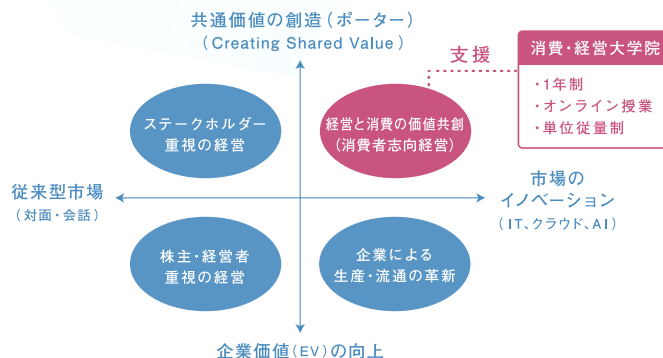 共通価値の創造（ポーター）
（Creating Shared Value）
支援
消費・経営大学院
・1年制
・オンライン授業
・単位従量制
ステークホルダー
重視の経営
経営と消費の価値共創
（消費者志向経営）
従来型市場
（対面・会話）
市場の
イノベーション
（IT、クラウド、AI）
株主・経営者
重視の経営
企業による
生産・流通の革新
企業価値（EV）の向上